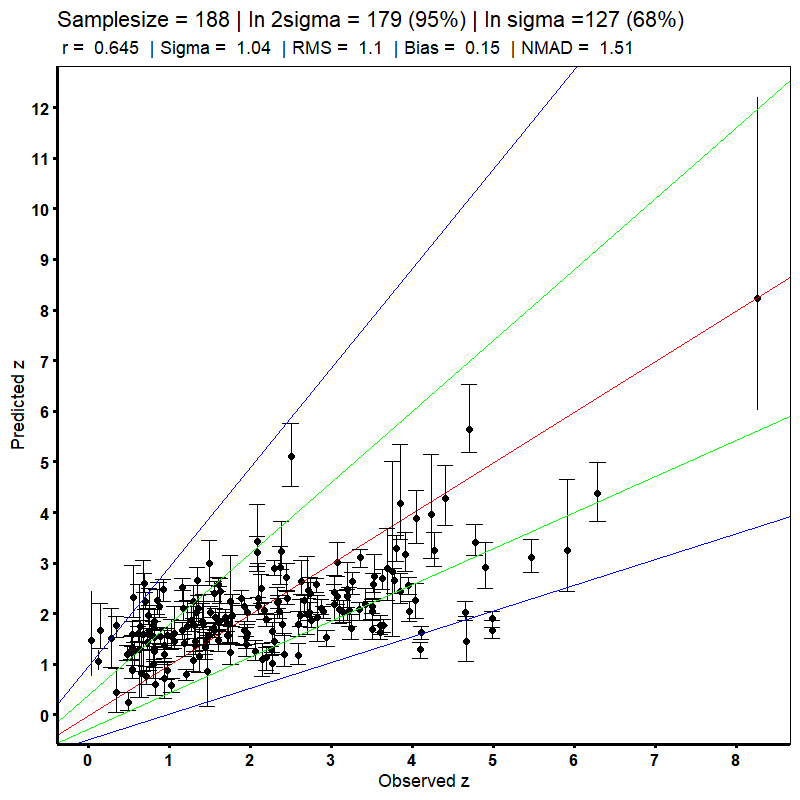 Samplesize = 188 | In 2sigma = 179 (95%) | In sigma =127 (68%)
r = 0.645 | Sigma = 1.04 | RMS = 1.1 | Bias = 0.15 | NMAD = 1.51
12
11
10
9
8
7
6
5
4
3
2
1
0
Predicted z
0 1 2 3 4 5 6 7 8
Observed z